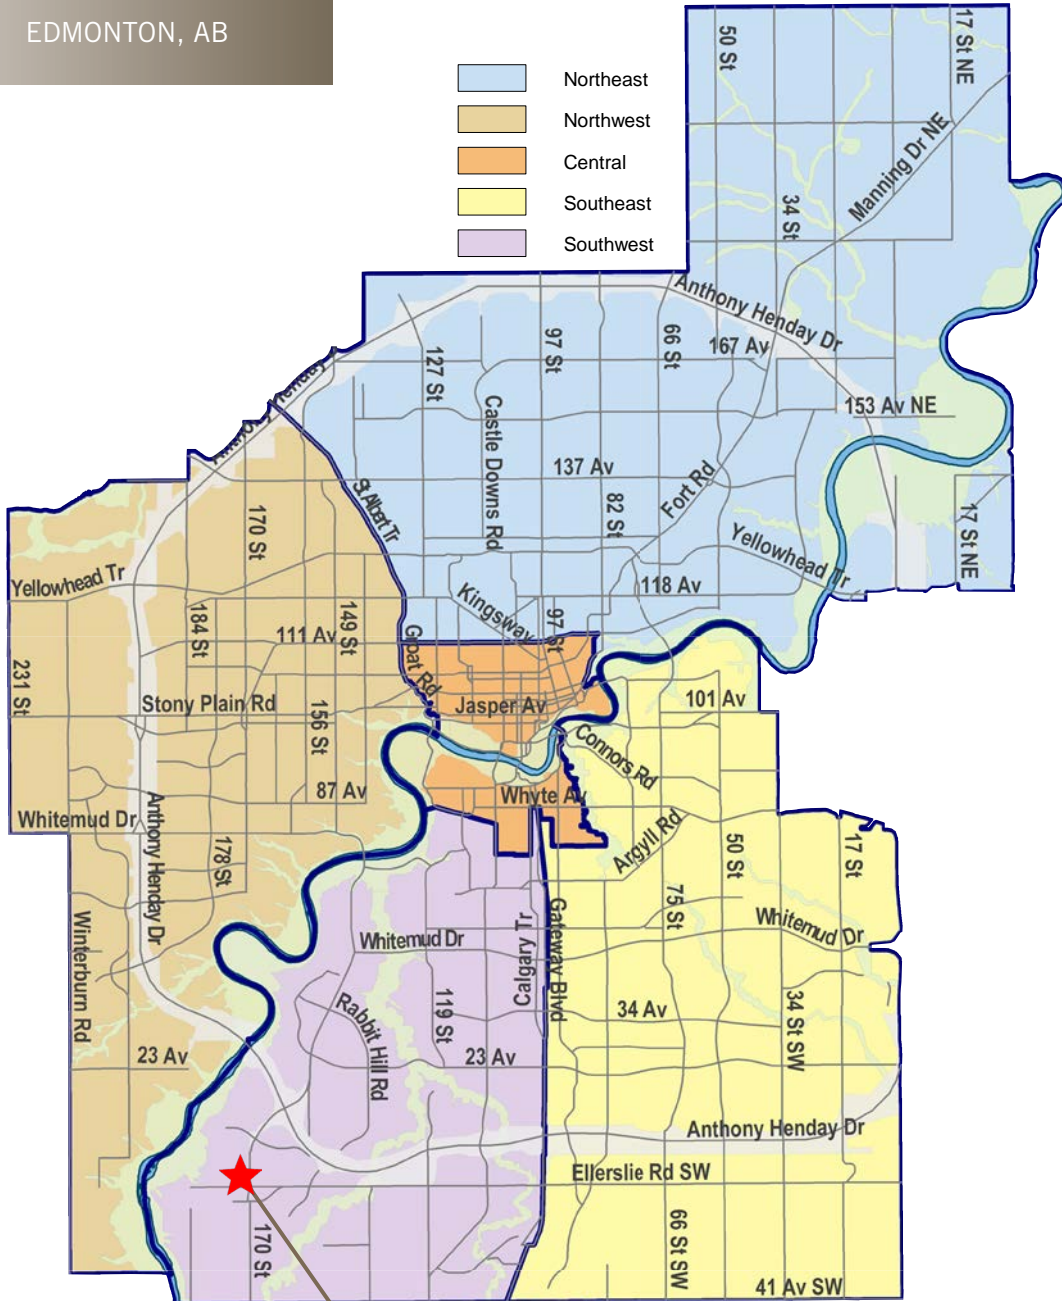 EDMONTON, AB
Northeast
Northwest
Central
Southeast
Southwest
17 St NE
50 St
Manning Dr NE
34 St
Anthony Henday Dr
97 St
66 St
167 Av
127 St
Anthony Henday
Castle Downs Rd
153 Av NE
137 Av
Fort Rd
St. Albert Tr
82 St
170 St
17 St NE
Yellowhead Tr
Yellowhead Tr
118 Av
Kingsway
184 St
149 St
97 St
111 Av
Groat Rd
231 St
Stony Plain Rd
Jasper Av
101 Av
156 St
Connors Rd
87 Av
Whyte Av
Whitemud Dr
Anthony Henday Dr
Argyll Rd
178 St
50 St
17 St
75 St
Winterburn Rd
Whitemud Dr
Calgary Tr
Gateway Blvd
Whitemud Dr
Rabbit Hill Rd
119 St
34 Av
34 St SW
23 Av
23 Av
Anthony Henday Dr
Ellerslie Rd SW
170 St
66 St SW
41 Av SW